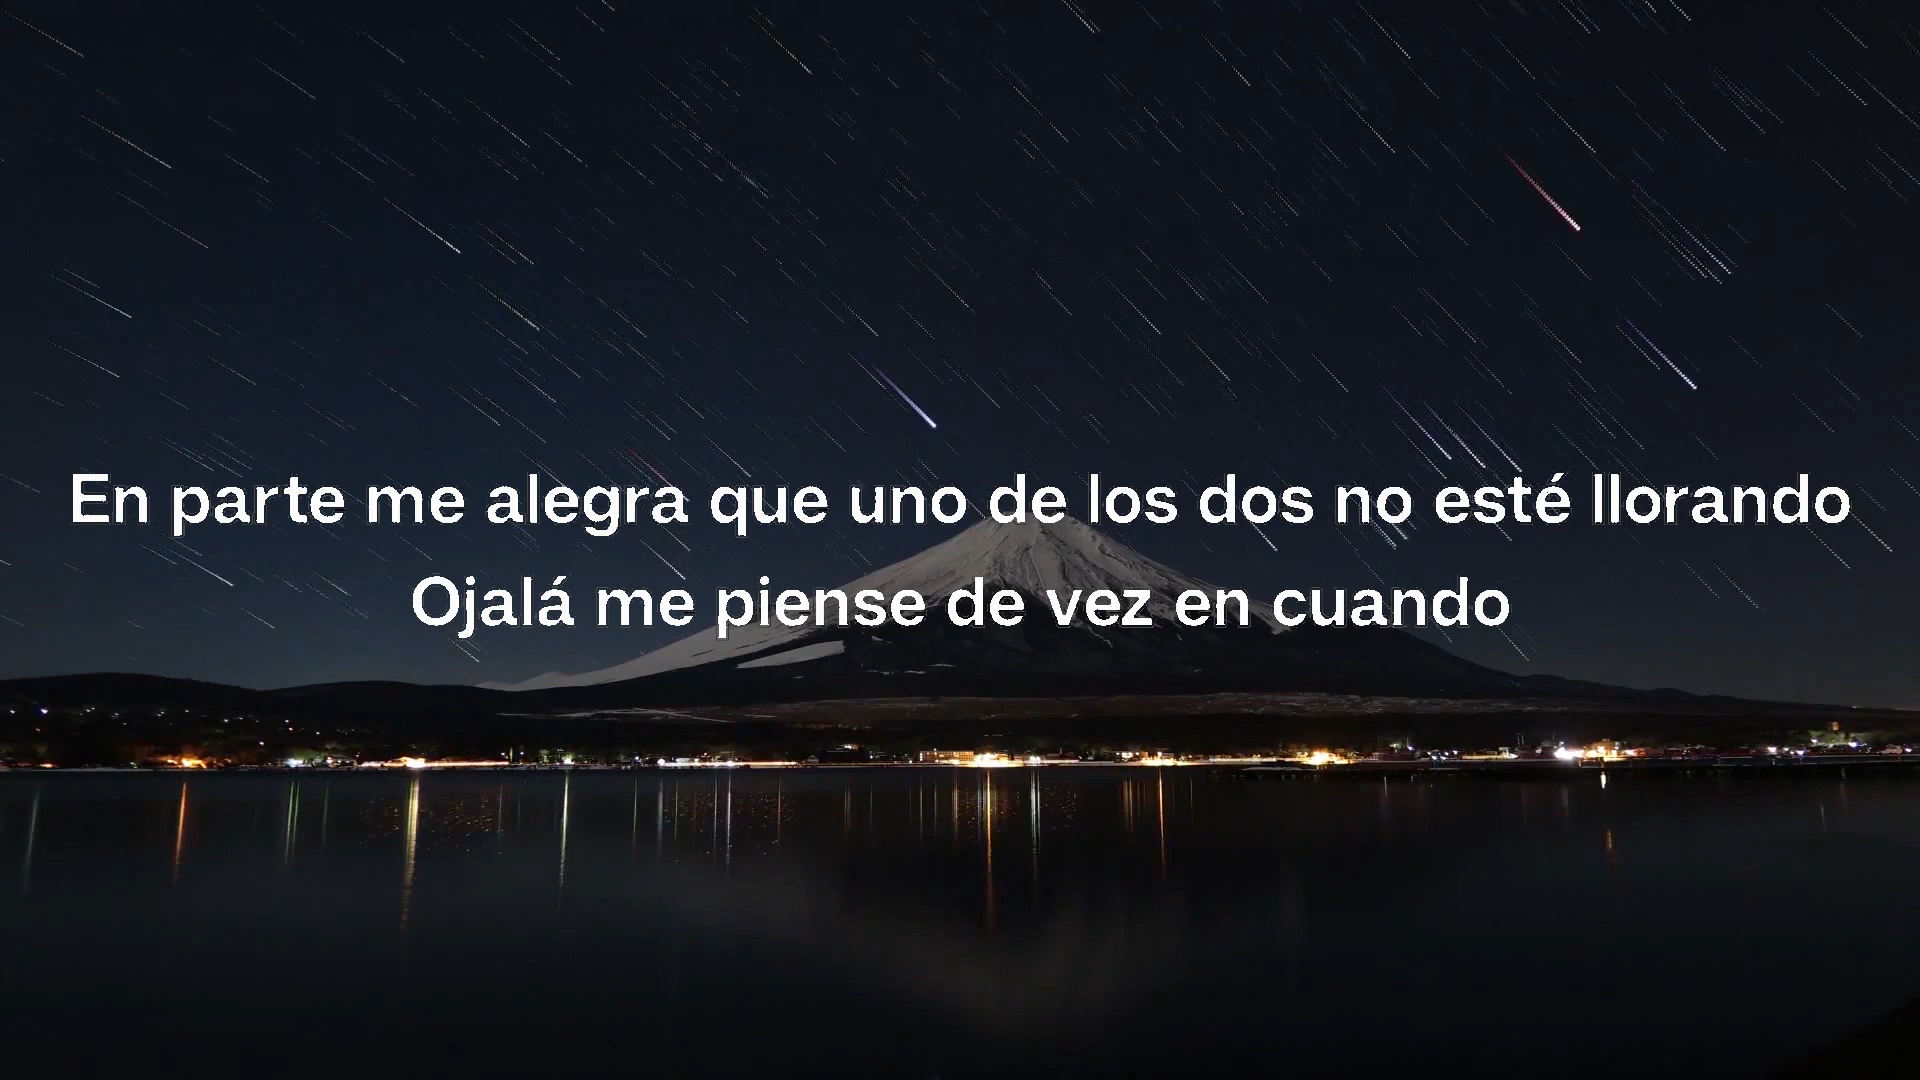 En parte me alegra que uno de los dos no esté llorando
Ojalá me piense de vez en cuando